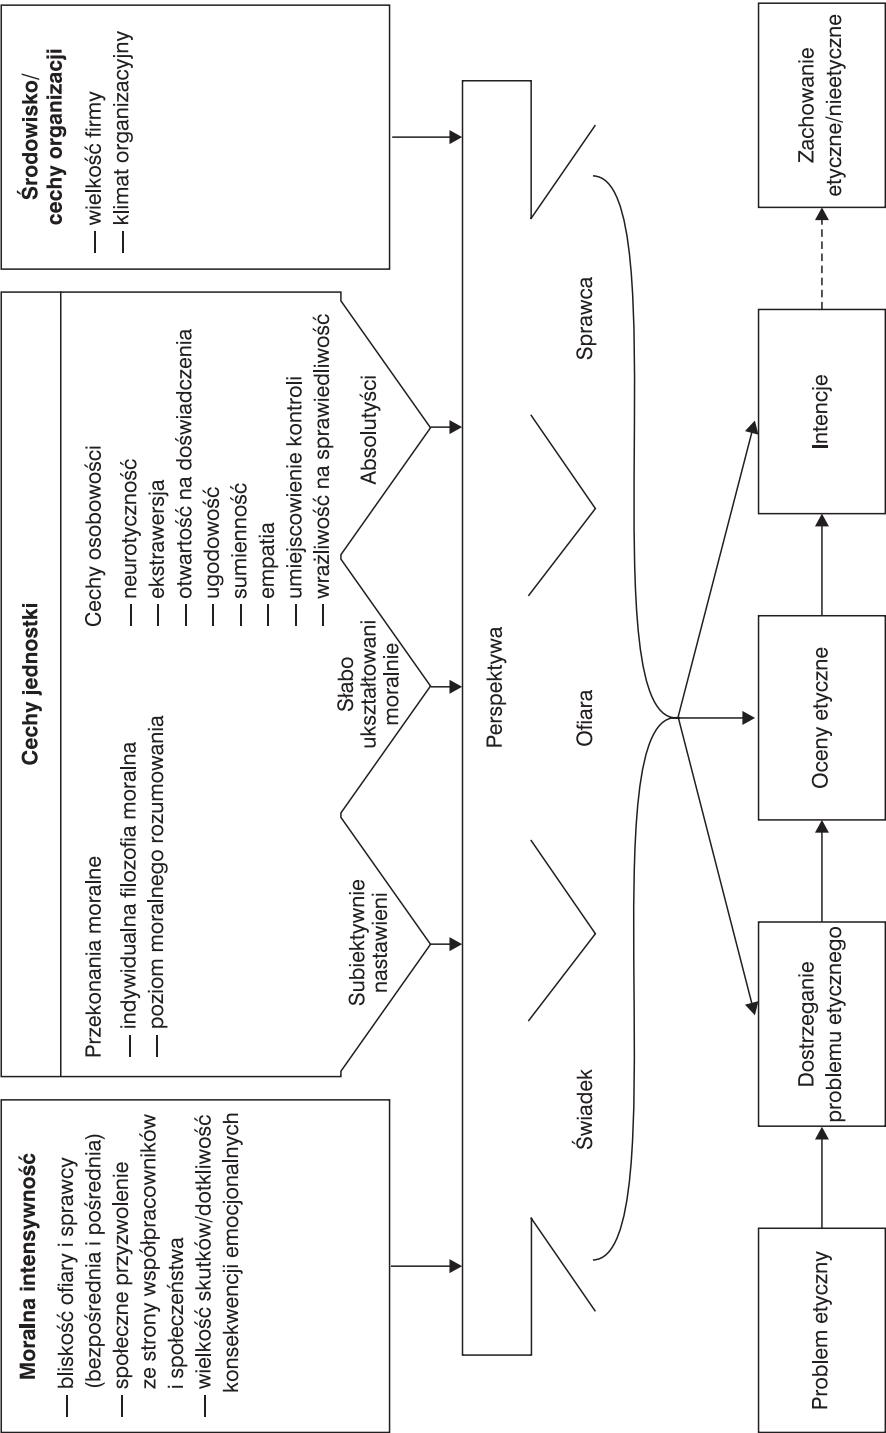 Moralna intensywność
— bliskość ofiary i sprawcy
(bezpośrednia i pośrednia)
— społeczne przyzwolenie
ze strony współpracowników
i społeczeństwa
— wielkość skutków/dotkliwość
konsekwencji emocjonalnych
Cechy jednostki
Przekonania moralne
— indywidualna filozofia moralna
— poziom moralnego rozumowania
Cechy osobowości
— neurotyczność
— ekstrawersja
— otwartość na doświadczenia
— ugodowość
— sumienność
— empatia
— umiejscowienie kontroli
— wrażliwość na sprawiedliwość
Subiektywnie
nastawieni
Słabo
ukształtowani
moralnie
Absolutyści
Środowisko/
cechy organizacji
— wielkość firmy
— klimat organizacyjny
Perspektywa
Świadek
Ofiara
Sprawca
Problem etyczny
Dostrzeganie
problemu etycznego
Oceny etyczne
Intencje
Zachowanie
etyczne/nieetyczne